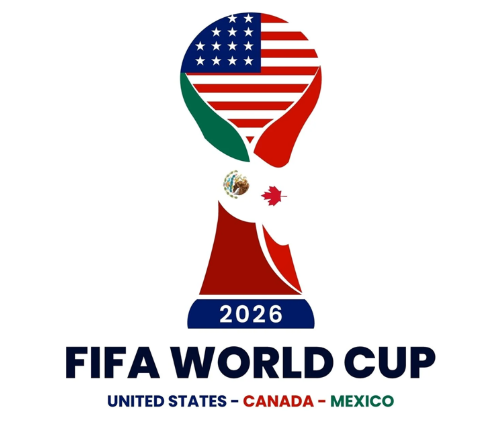 2026
FIFA WORLD CUP
UNITED STATES - CANADA - MEXICO